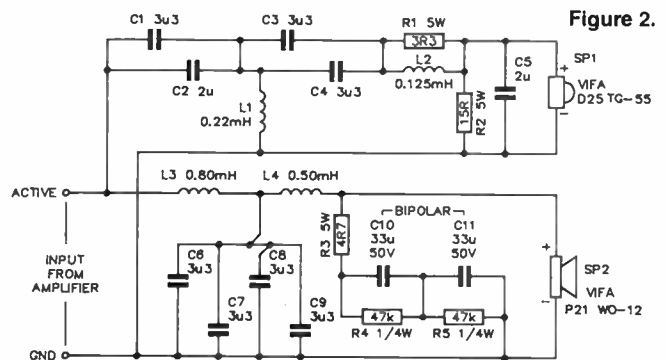 Figure 2.
C1 3u3
C3 3u3
R1 5W
3R3
C2 2u
C4 3u3
L2
0.125mH
C5
2u
SP1
+
VIFA
D25 TG-55
-
L1
0.22mH
15R
R2 5W
ACTIVE
L3 0.80mH
L4 0.50mH
INPUT
FROM
AMPLIFIER
R3 5W
4R7
BIPOLAR
C10
33u
50V
C11
33u
50V
C6
3u3
C8
3u3
C7
3u3
C9
3u3
47k
47k
R4 1/4W
R5 1/4W
+
SP2
-
VIFA
P21 WO-12
GND